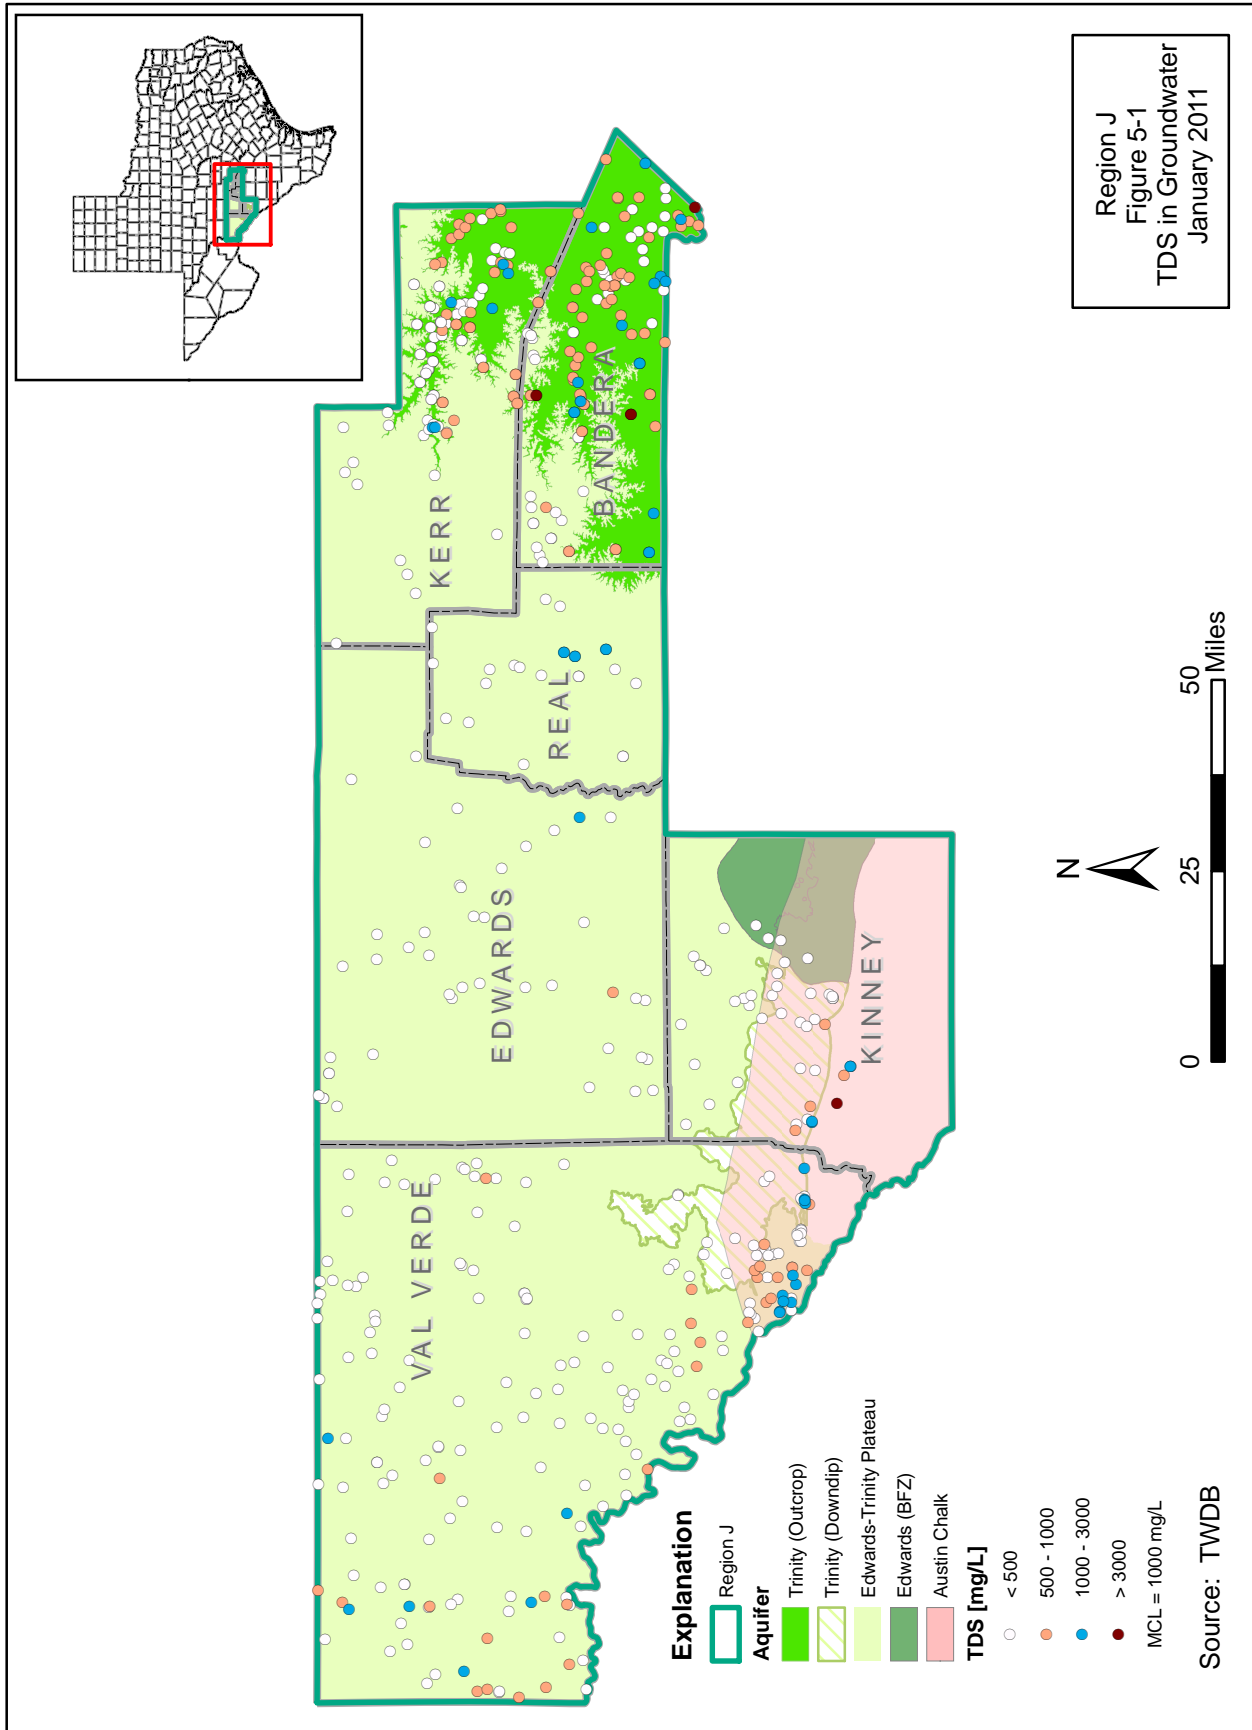 Region J
Figure 5-1
TDS in Groundwater
January 2011
KERR
BANDERA
REAL
EDWARDS
VAL VERDE
KINNEY
N
0
25
50
Miles
Explanation
Region J
Aquifer
Trinity (Outcrop)
Trinity (Downdip)
Edwards-Trinity Plateau
Edwards (BFZ)
Austin Chalk
TDS [mg/L]
< 500
500 - 1000
1000 - 3000
> 3000
MCL = 1000 mg/L
Source: TWDB